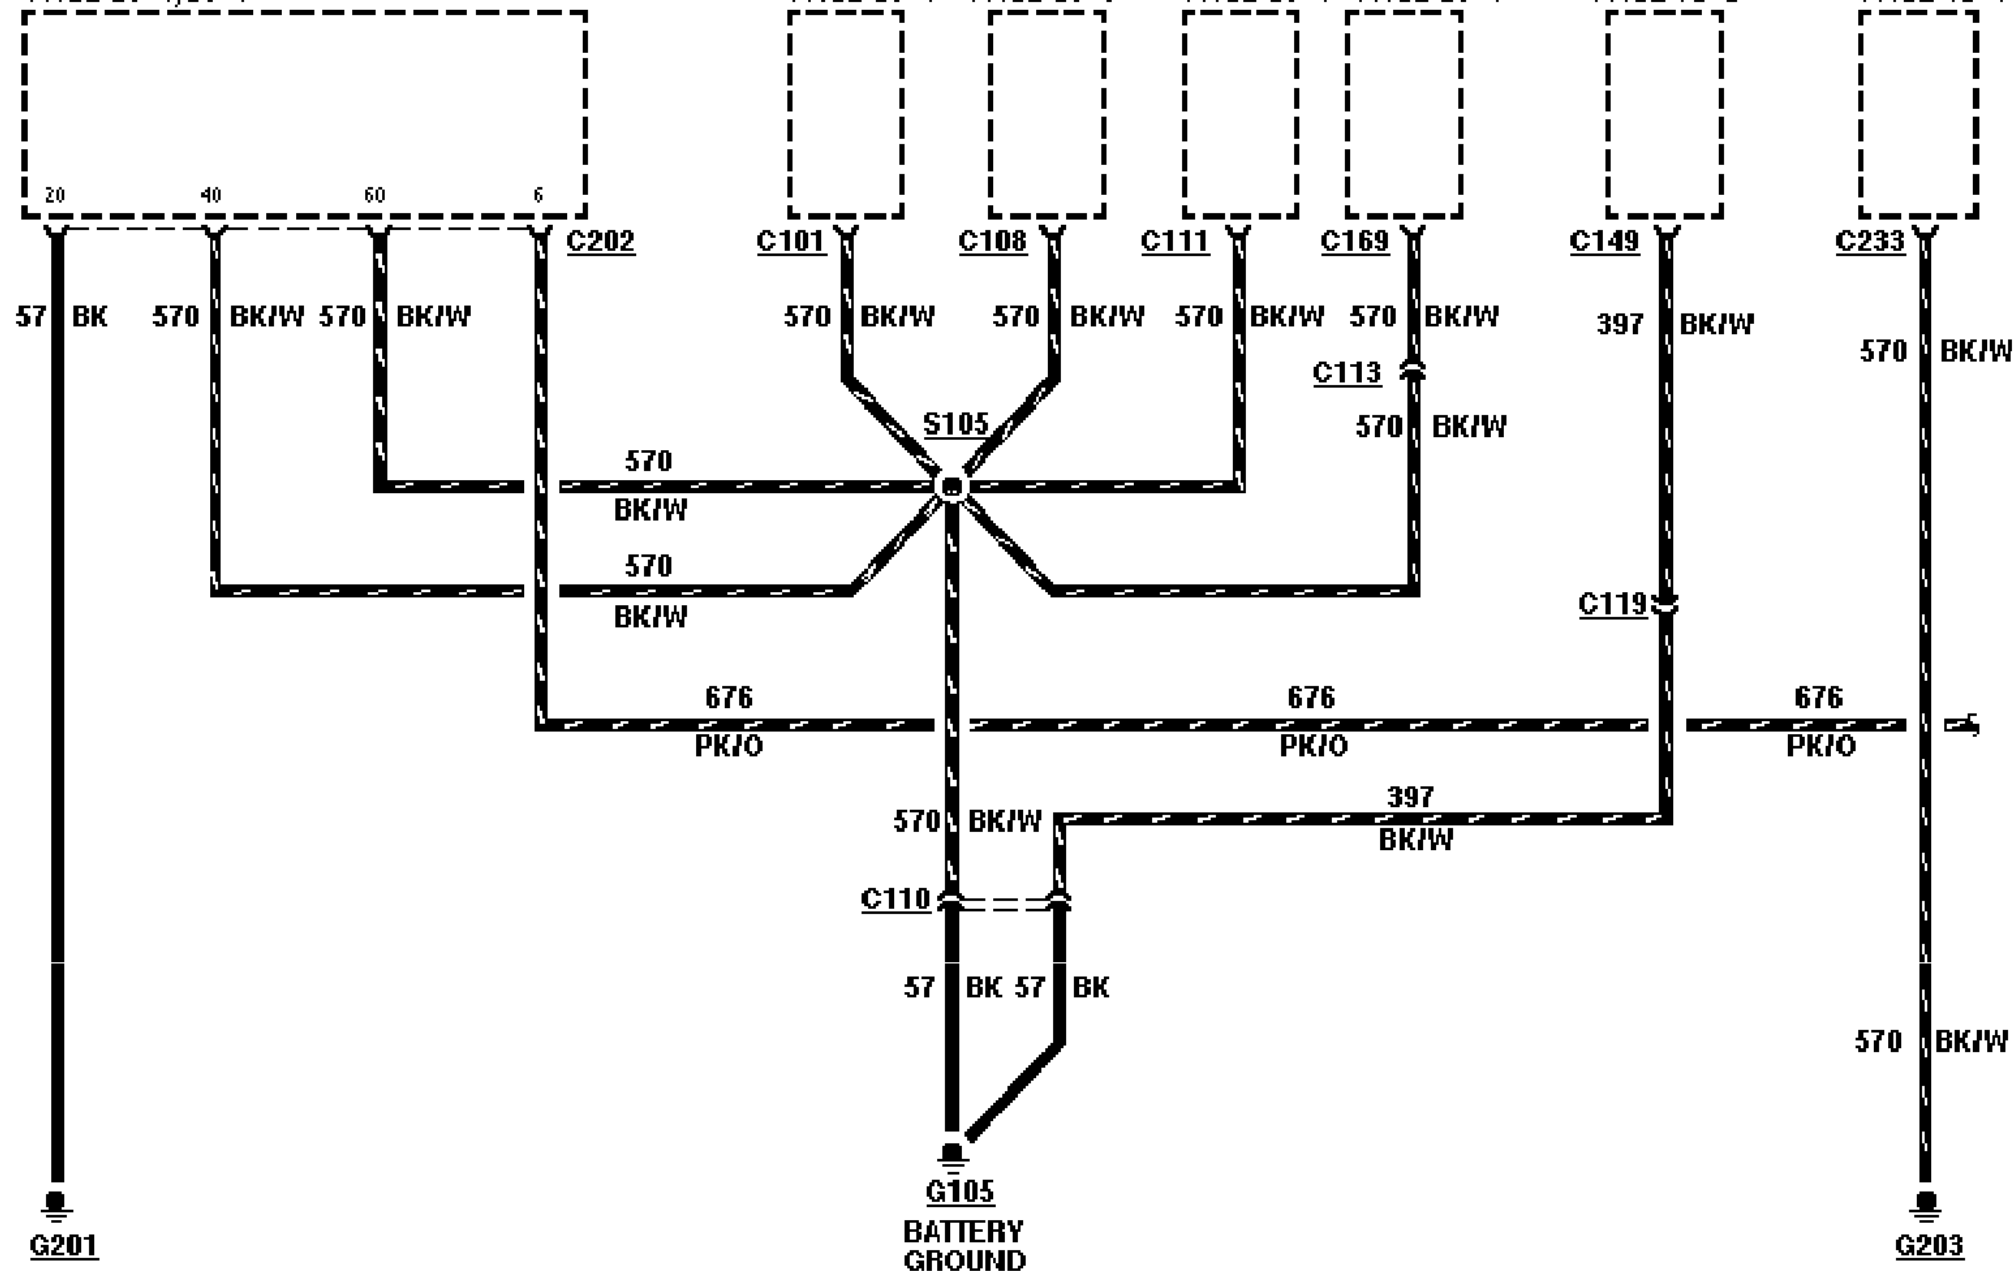 20 40 60 6
C202 C101 C108 C111 C169 C149 C233
57 BK 570 BK/W 570 BK/W 570 BK/W 570 BK/W 570 BK/W 570 BK/W 397 BK/W
570 BK/W
C113
S105 570 BK/W
570
BK/W
570
BK/W
C119
676 676 676
PK/O PK/O PK/O
397
570 BK/W
BK/W
C110
57 BK 57 BK
570 BK/W
G105
BATTERY
GROUND
G201 G203